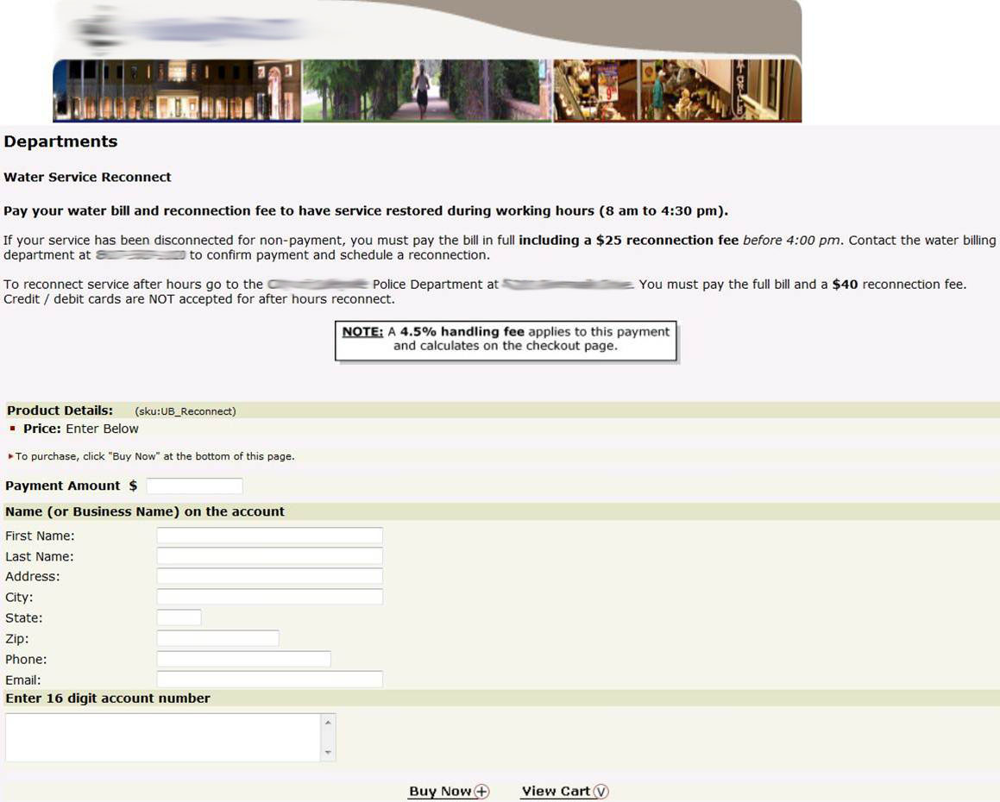 Departments
Water Service Reconnect
Pay your water bill and reconnection fee to have service restored during working hours (8 am to 4:30 pm).
If your service has been disconnected for non-payment, you must pay the bill in full including a $25 reconnection fee before 4:00 pm. Contact the water billing
department at to confirm payment and schedule a reconnection.
To reconnect service after hours go to the Police Department at You must pay the full bill and a $40 reconnection fee.
Credit / debit cards are NOT accepted for after hours reconnect.
NOTE: A 4.5% handling fee applies to this payment
and calculates on the checkout page.
Product Details: (sku:UB_Reconnect)
Price: Enter Below
To purchase, click "Buy Now" at the bottom of this page.
Payment Amount $
Name (or Business Name) on the account
First Name:
Last Name:
Address:
City:
State:
Zip:
Phone:
Email:
Enter 16 digit account number
Buy Now
View Cart